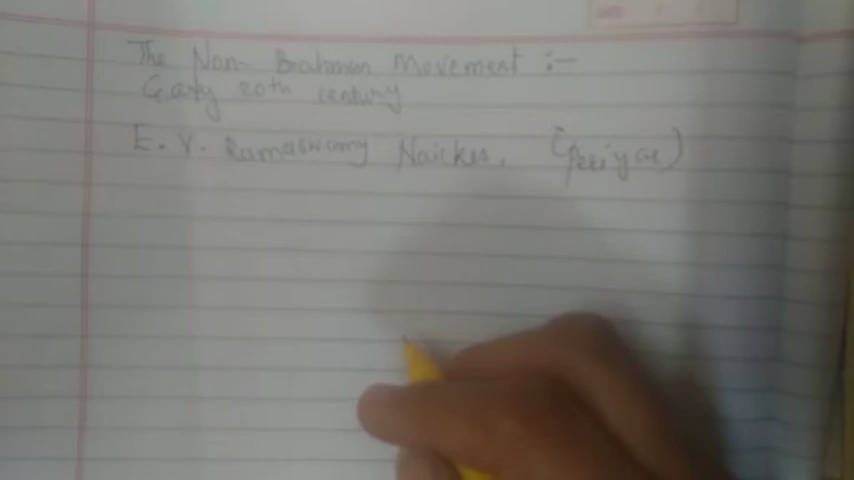 The Non-Brahman Movement :-
Early 20th century
E. V. Ramaswamy Naicker. (Periyar)